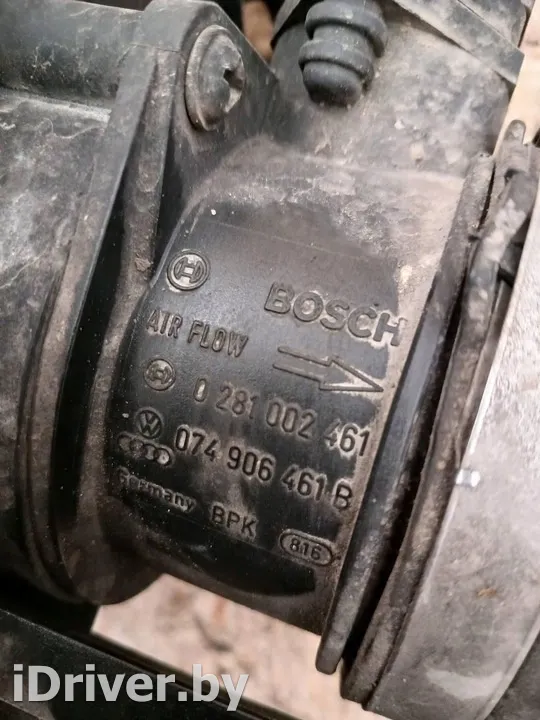 BOSCH
AIR FLOW
0 281 002 461
074 906 461 B
Germany BPK 816
iDriver.by